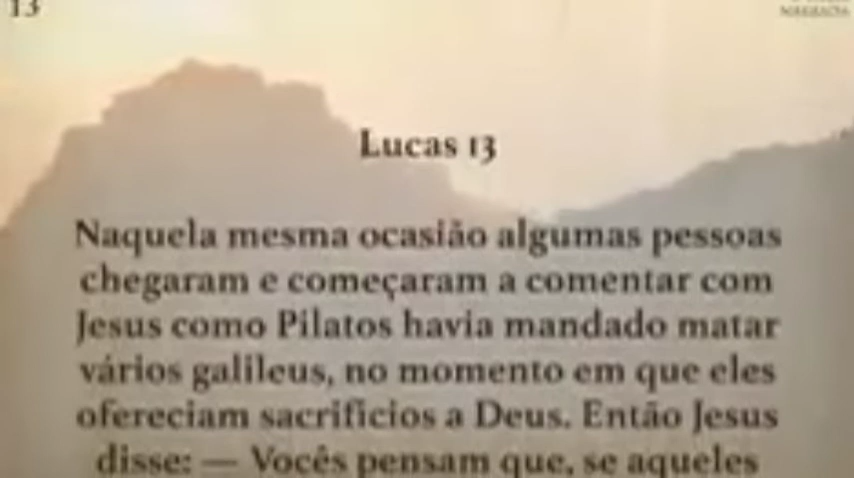 13
Lucas 13
Naquela mesma ocasião algumas pessoas
chegaram e começaram a comentar com
Jesus como Pilatos havia mandado matar
vários galileus, no momento em que eles
ofereciam sacrifícios a Deus. Então Jesus
disse: — Vocês pensam que, se aqueles